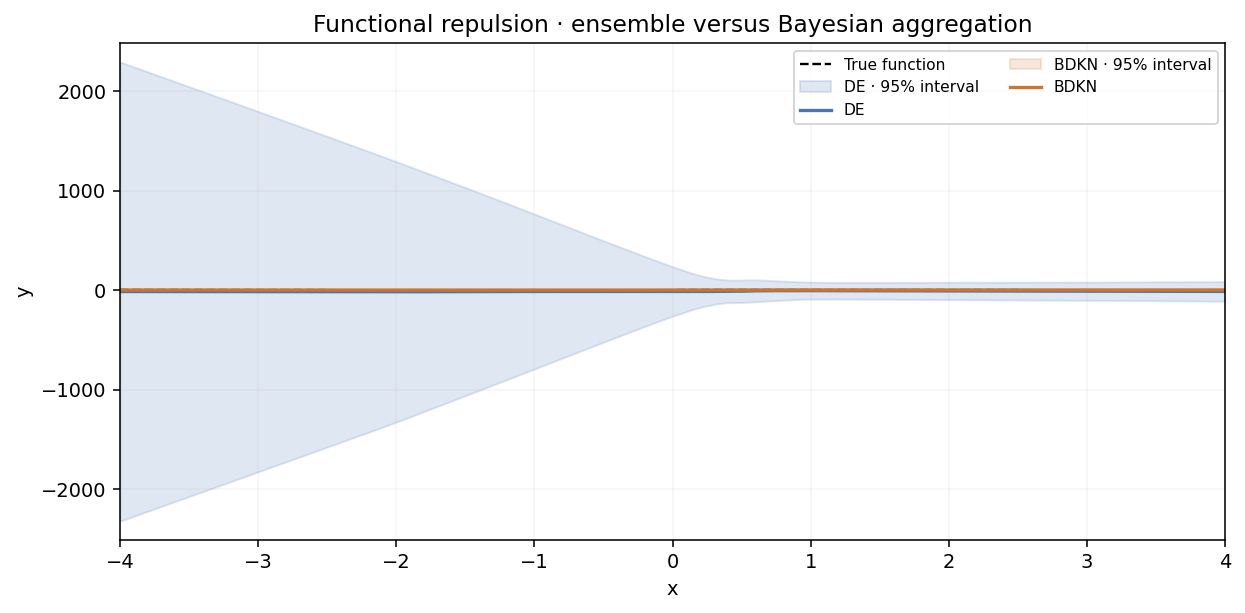 Functional repulsion · ensemble versus Bayesian aggregation
True function
DE · 95% interval
DE
BDKN · 95% interval
BDKN
2000
1000
0
−1000
−2000
y
−4 −3 −2 −1 0 1 2 3 4
x